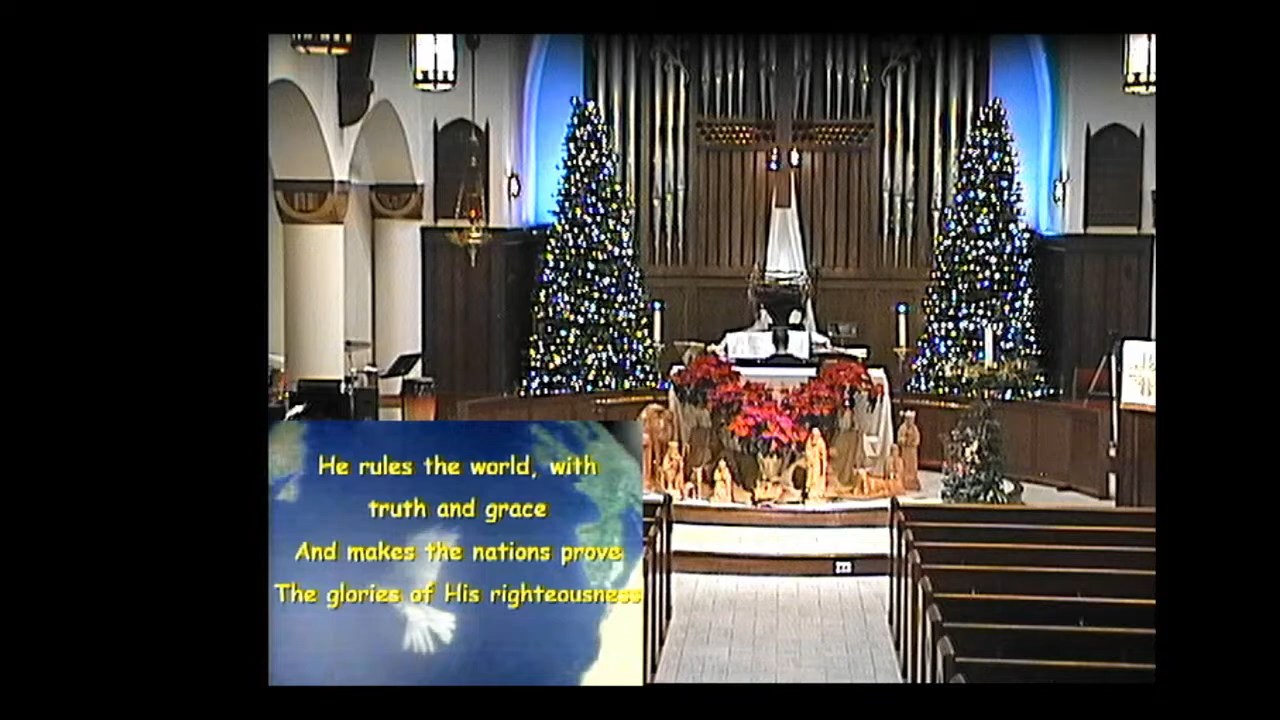 He rules the world, with
truth and grace
And makes the nations prove
The glories of His righteousness